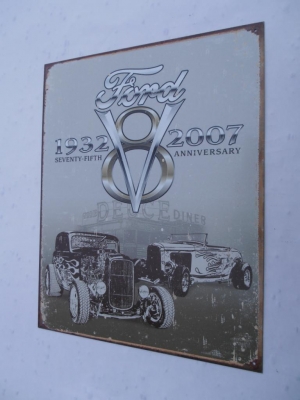 Ford
V8
1932 2007
SEVENTY-FIFTH ANNIVERSARY
DINER